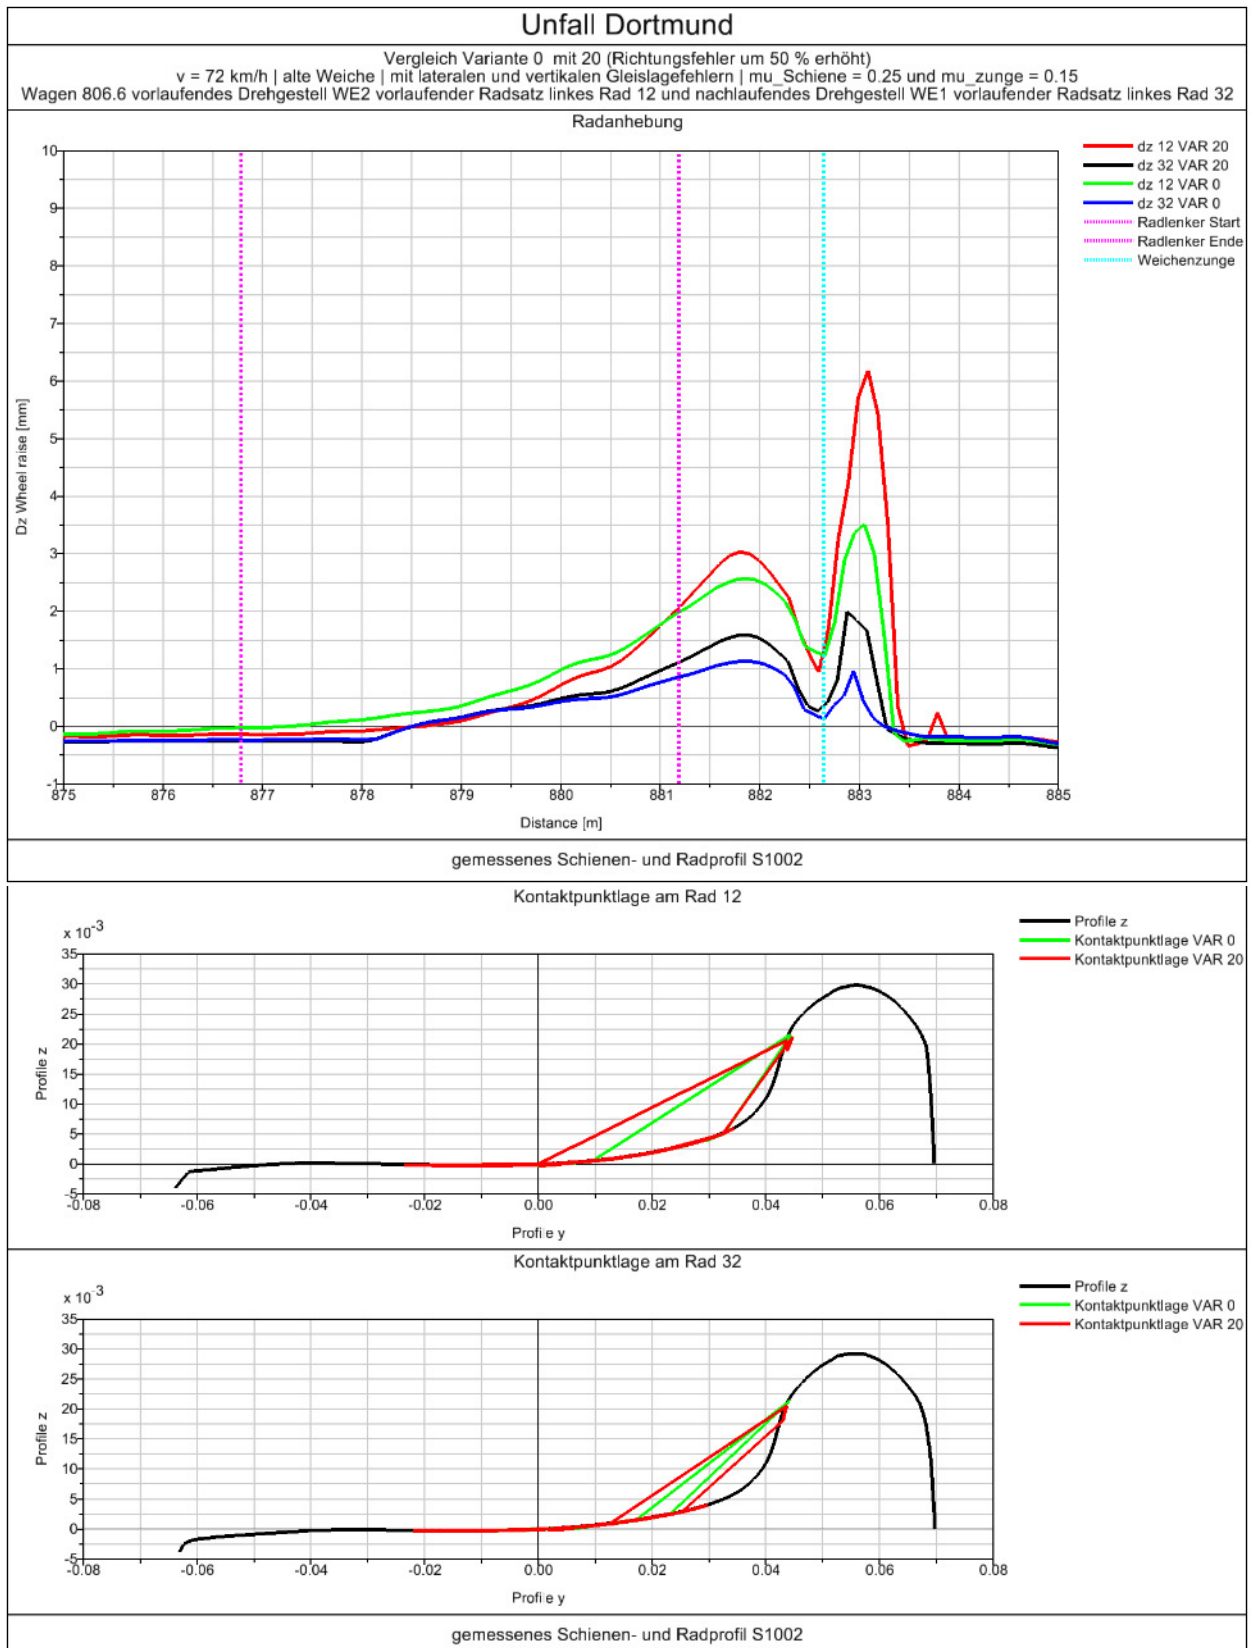 Unfall Dortmund
Vergleich Variante 0 mit 20 (Richtungsfehler um 50 % erhöht)
v = 72 km/h | alte Weiche | mit lateralen und vertikalen Gleislagefehlern | mu_Schiene = 0.25 und mu_zunge = 0.15
Wagen 806.6 vorlaufendes Drehgestell WE2 vorlaufender Radsatz linkes Rad 12 und nachlaufendes Drehgestell WE1 vorlaufender Radsatz linkes Rad 32
Radanhebung
dz 12 VAR 20
dz 32 VAR 20
dz 12 VAR 0
dz 32 VAR 0
Radlenker Start
Radlenker Ende
Weichenzunge
Dz Wheel raise [mm]
10
9
8
7
6
5
4
3
2
1
0
-1
875 876 877 878 879 880 881 882 883 884 885
Distance [m]
gemessenes Schienen- und Radprofil S1002
Kontaktpunktlage am Rad 12
Profile z
Kontaktpunktlage VAR 0
Kontaktpunktlage VAR 20
x 10-3
Profile z
35
30
25
20
15
10
5
0
-5
-0.08 -0.06 -0.04 -0.02 0.00 0.02 0.04 0.06 0.08
Profile y
Kontaktpunktlage am Rad 32
Profile z
Kontaktpunktlage VAR 0
Kontaktpunktlage VAR 20
x 10-3
Profile z
35
30
25
20
15
10
5
0
-5
-0.08 -0.06 -0.04 -0.02 0.00 0.02 0.04 0.06 0.08
Profile y
gemessenes Schienen- und Radprofil S1002